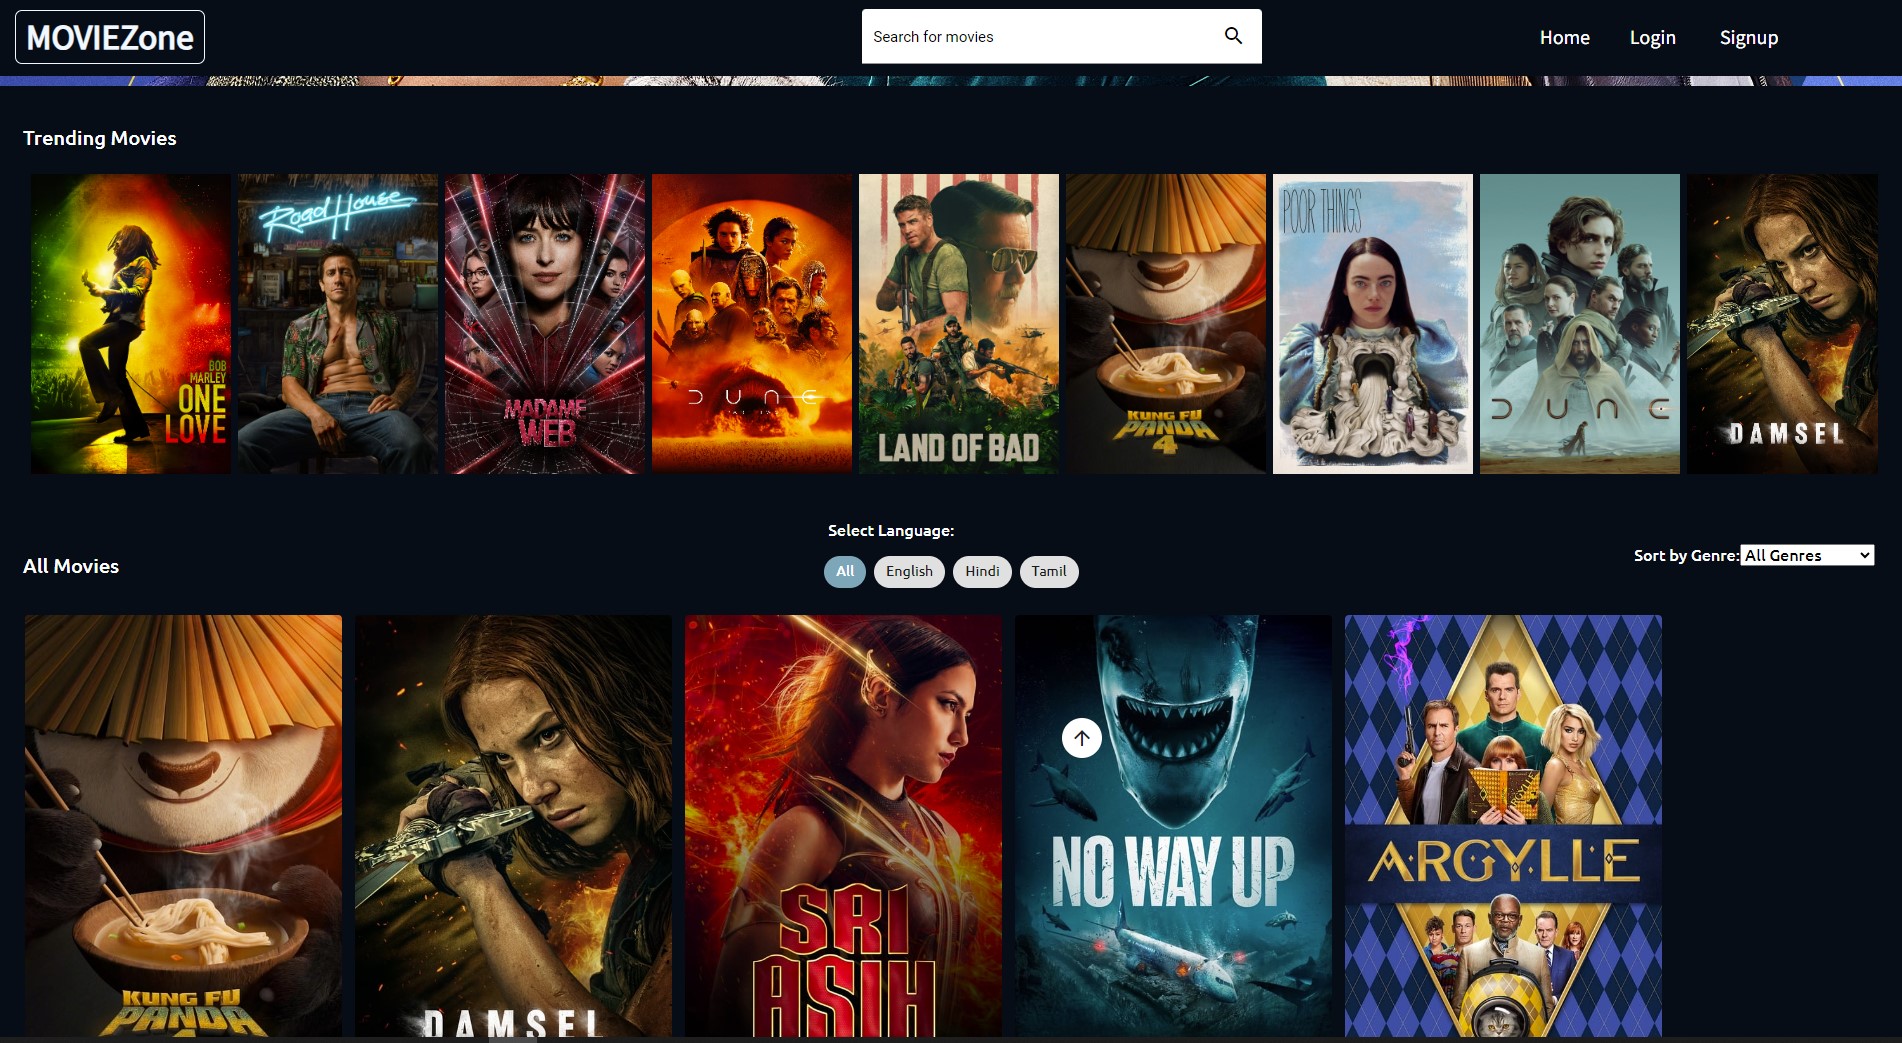 MOVIEZone
Search for movies
Home
Login
Signup
Trending Movies
BOB
MARLEY
ONE
LOVE
Road House
MADAME
WEB
DUNE
LAND OF BAD
KUNG FU
PANDA
4
POOR THINGS
DUNE
DAMSEL
All Movies
Select Language:
All
English
Hindi
Tamil
Sort by Genre:
All Genres
KUNG FU
PANDA
DAMSEL
SRI
ASIH
NO WAY UP
ARGYLLE